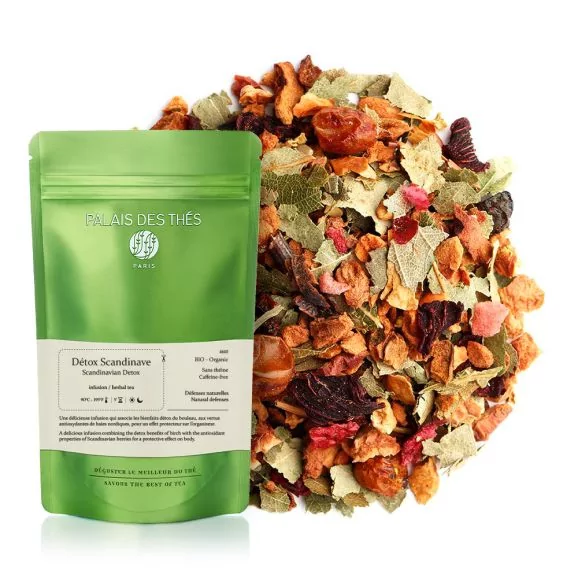 PALAIS DES THÉS
PARIS
Détox Scandinave
Scandinavian Detox
infusion / herbal tea
BIO - Organic
Sans théine
Caffeine-free
Défenses naturelles
Natural defenses
Une délicieuse infusion qui associe les bienfaits détox du bouleau, aux vertus
antioxydantes de baies nordiques, pour un effet protecteur sur l'organisme.
A delicious infusion combining the detox benefits of birch with the antioxidant
properties of Scandinavian berries for a protective effect on body.
DÉGUSTER LE MEILLEUR DU THÉ
SAVOUR THE BEST OF TEA